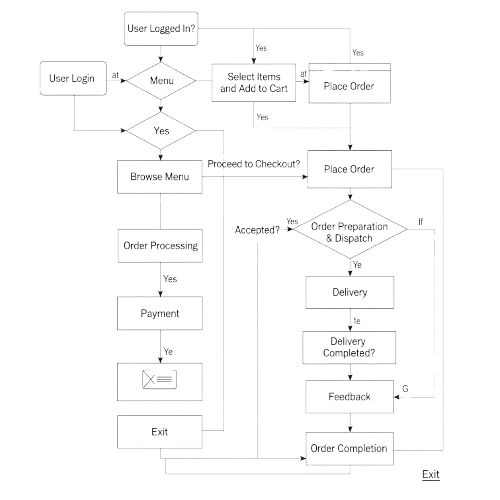 User Logged In?
Yes
Yes
User Login
at
Menu
Select Items
and Add to Cart
at
Place Order
Yes
Yes
Proceed to Checkout?
Browse Menu
Place Order
Accepted?
Yes
Order Preparation
& Dispatch
If
Order Processing
Ye
Yes
Delivery
Payment
te
Ye
Delivery
Completed?
Feedback
G
Exit
Order Completion
Exit